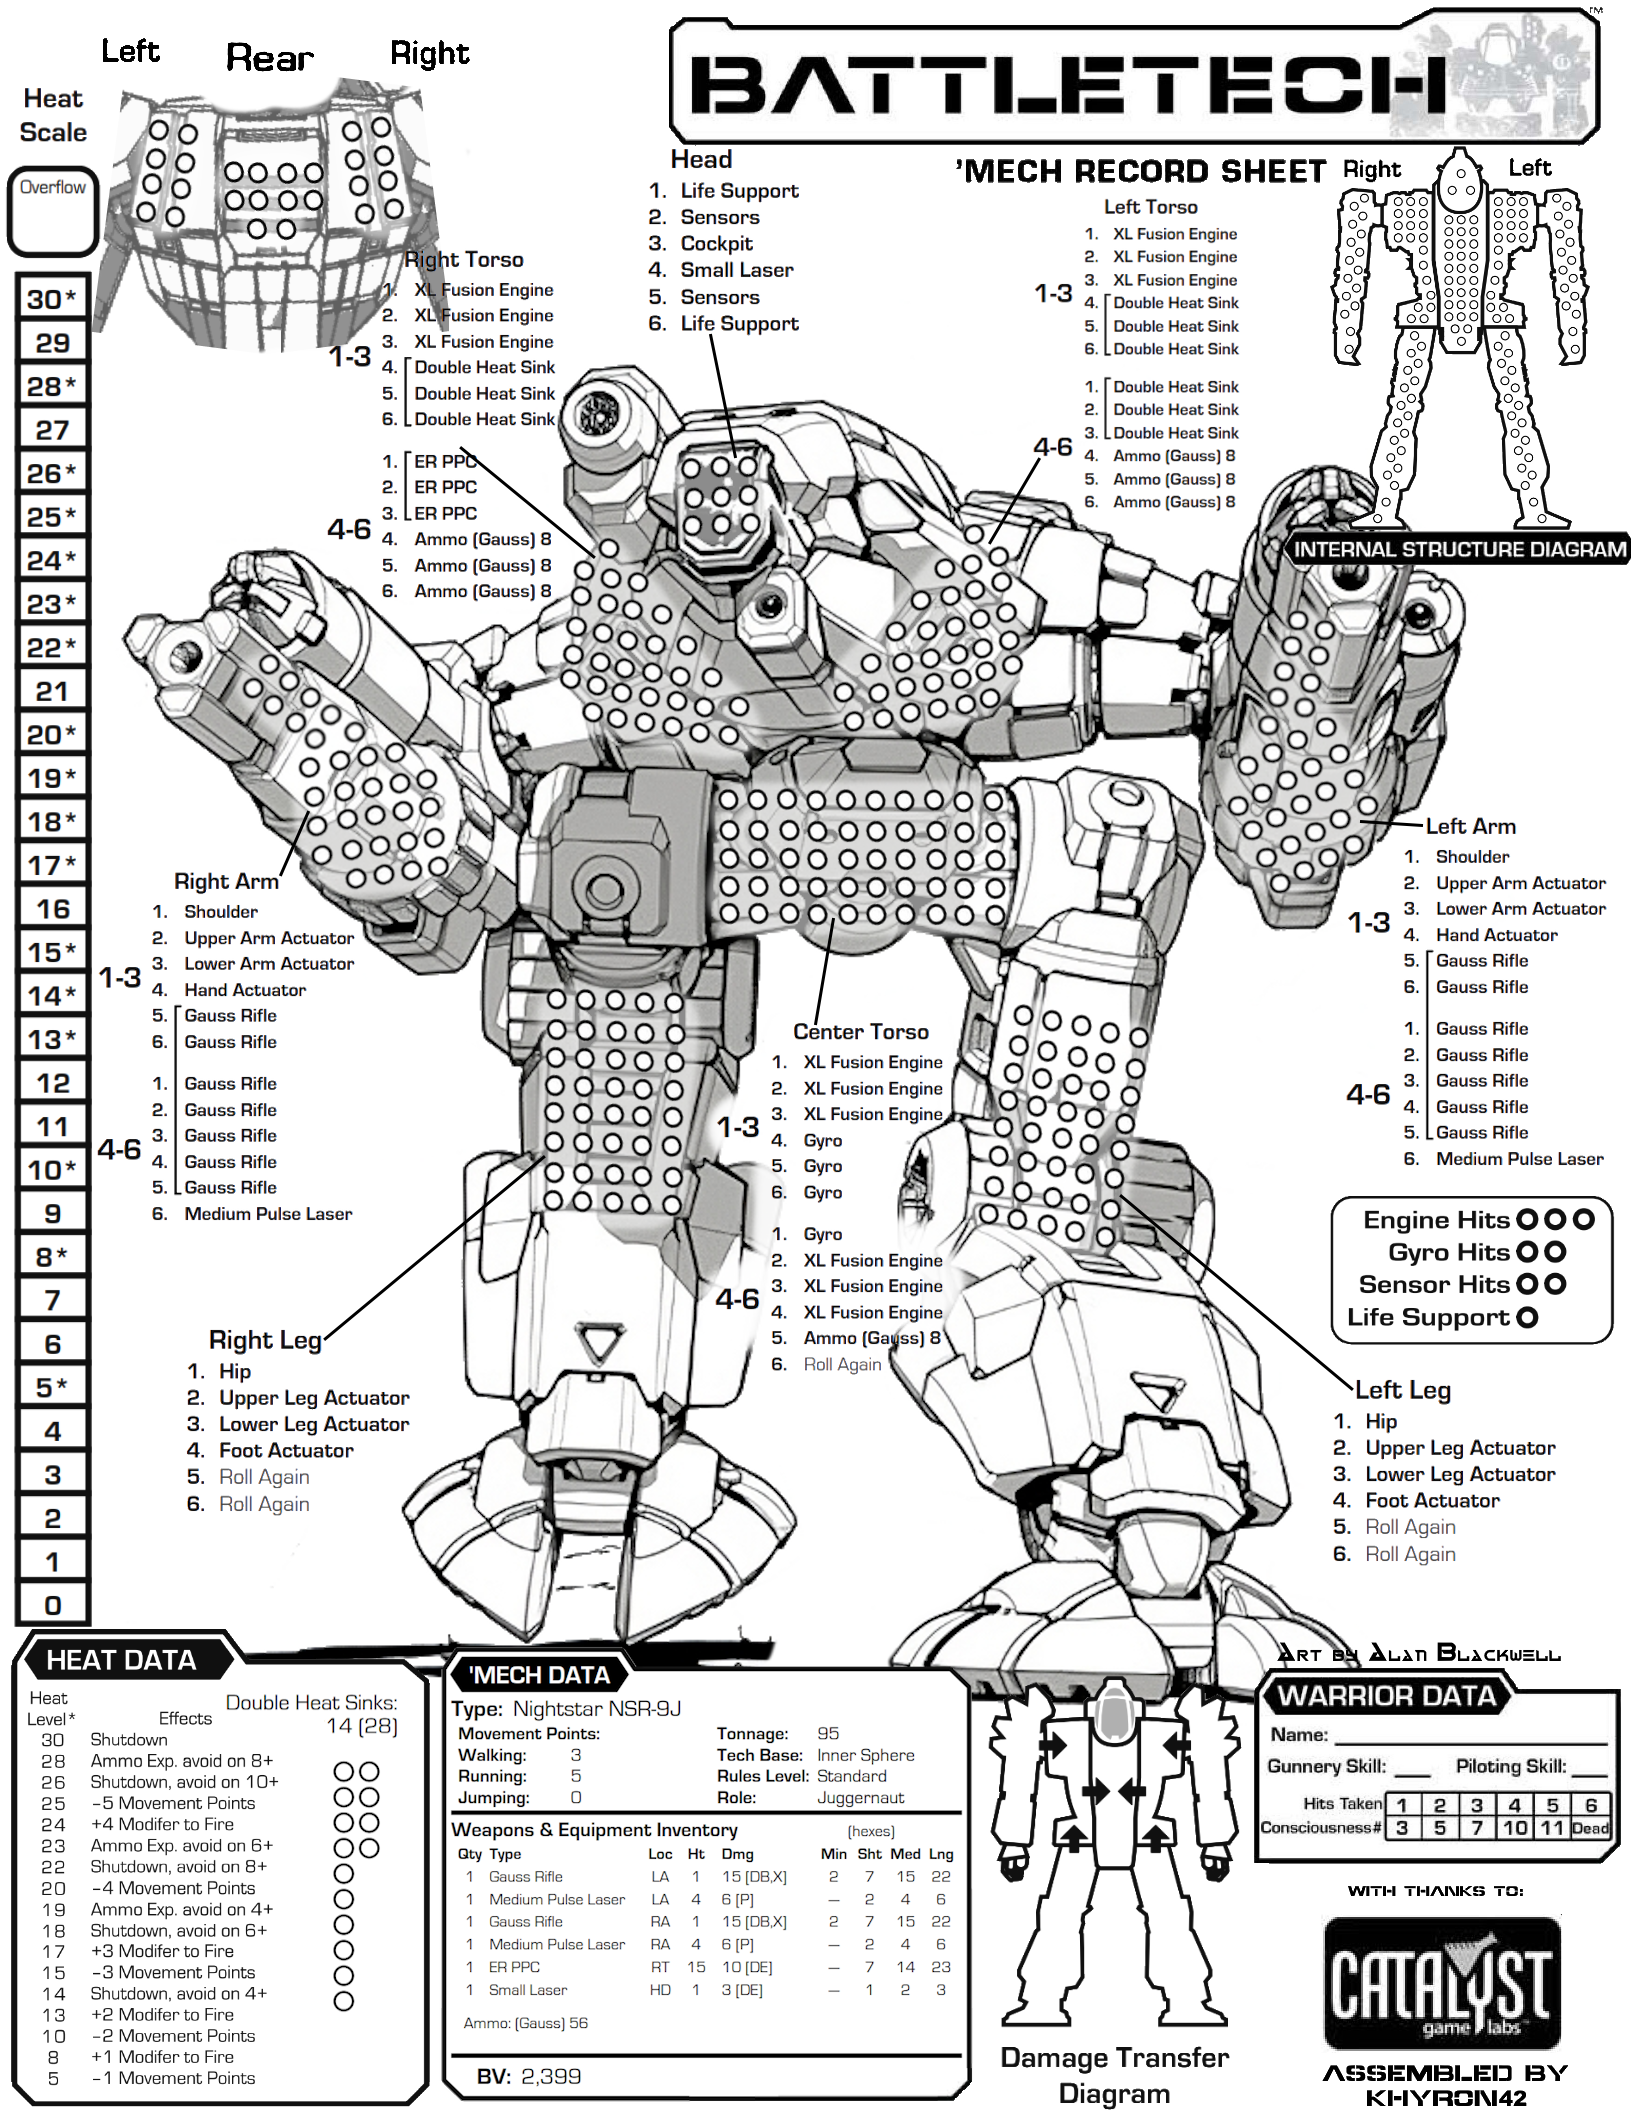 BATTLETECH
TM
'MECH RECORD SHEET
Left
Rear
Right
Heat
Scale
Overflow
30*
29
28*
27
26*
25*
24*
23*
22*
21
20*
19*
18*
17*
16
15*
14*
13*
12
11
10*
9
8*
7
6
5*
4
3
2
1
0
Right Torso
1. XL Fusion Engine
2. XL Fusion Engine
3. XL Fusion Engine
1-3
4. Double Heat Sink
5. Double Heat Sink
6. Double Heat Sink
1. ER PPC
2. ER PPC
3. ER PPC
4-6
4. Ammo (Gauss) 8
5. Ammo (Gauss) 8
6. Ammo (Gauss) 8
Head
1. Life Support
2. Sensors
3. Cockpit
4. Small Laser
5. Sensors
6. Life Support
Left Torso
1. XL Fusion Engine
2. XL Fusion Engine
3. XL Fusion Engine
1-3
4. Double Heat Sink
5. Double Heat Sink
6. Double Heat Sink
1. Double Heat Sink
2. Double Heat Sink
3. Double Heat Sink
4-6
4. Ammo (Gauss) 8
5. Ammo (Gauss) 8
6. Ammo (Gauss) 8
Right
Left
INTERNAL STRUCTURE DIAGRAM
Right Arm
1. Shoulder
2. Upper Arm Actuator
3. Lower Arm Actuator
1-3
4. Hand Actuator
5. Gauss Rifle
6. Gauss Rifle
1. Gauss Rifle
2. Gauss Rifle
3. Gauss Rifle
4-6
4. Gauss Rifle
5. Gauss Rifle
6. Medium Pulse Laser
Left Arm
1. Shoulder
2. Upper Arm Actuator
3. Lower Arm Actuator
1-3
4. Hand Actuator
5. Gauss Rifle
6. Gauss Rifle
1. Gauss Rifle
2. Gauss Rifle
3. Gauss Rifle
4-6
4. Gauss Rifle
5. Gauss Rifle
6. Medium Pulse Laser
Center Torso
1. XL Fusion Engine
2. XL Fusion Engine
3. XL Fusion Engine
1-3
4. Gyro
5. Gyro
6. Gyro
1. Gyro
2. XL Fusion Engine
3. XL Fusion Engine
4-6
4. XL Fusion Engine
5. Ammo (Gauss) 8
6. Roll Again
Engine Hits
Gyro Hits
Sensor Hits
Life Support
Right Leg
1. Hip
2. Upper Leg Actuator
3. Lower Leg Actuator
4. Foot Actuator
5. Roll Again
6. Roll Again
Left Leg
1. Hip
2. Upper Leg Actuator
3. Lower Leg Actuator
4. Foot Actuator
5. Roll Again
6. Roll Again
HEAT DATA
Heat
Level* Effects
Double Heat Sinks:
14 (28)
30 Shutdown
28 Ammo Exp. avoid on 8+
26 Shutdown, avoid on 10+
25 -5 Movement Points
24 +4 Modifer to Fire
23 Ammo Exp. avoid on 6+
22 Shutdown, avoid on 8+
20 -4 Movement Points
19 Ammo Exp. avoid on 4+
18 Shutdown, avoid on 6+
17 +3 Modifer to Fire
15 -3 Movement Points
14 Shutdown, avoid on 4+
13 +2 Modifer to Fire
10 -2 Movement Points
8 +1 Modifer to Fire
5 -1 Movement Points
'MECH DATA
Type: Nightstar NSR-9J
Movement Points: Tonnage: 95
Walking: 3 Tech Base: Inner Sphere
Running: 5 Rules Level: Standard
Jumping: 0 Role: Juggernaut
Weapons & Equipment Inventory (hexes)
Qty Type Loc Ht Dmg Min Sht Med Lng
1 Gauss Rifle LA 1 15 [DB,X] 2 7 15 22
1 Medium Pulse Laser LA 4 6 [P] — 2 4 6
1 Gauss Rifle RA 1 15 [DB,X] 2 7 15 22
1 Medium Pulse Laser RA 4 6 [P] — 2 4 6
1 ER PPC RT 15 10 [DE] — 7 14 23
1 Small Laser HD 1 3 [DE] — 1 2 3
Ammo: (Gauss) 56
BV: 2,399
Damage Transfer
Diagram
Art by Alan Blackwell
WARRIOR DATA
Name:
Gunnery Skill: Piloting Skill:
Hits Taken 1 2 3 4 5 6
Consciousness# 3 5 7 10 11 Dead
WITH THANKS TO:
CATALYST
game labs
ASSEMBLED BY
KHYRON42